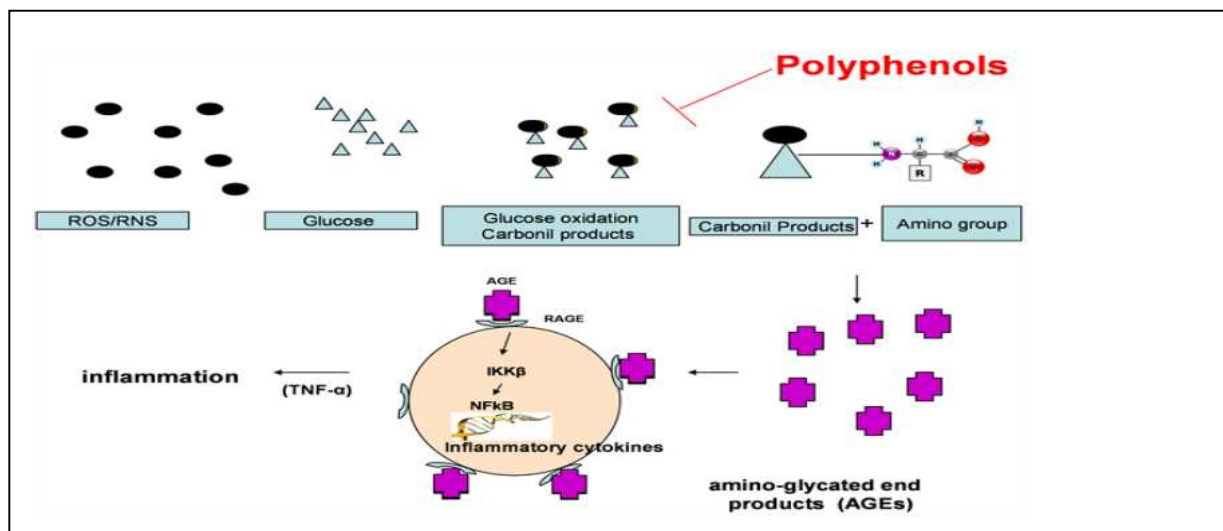 Polyphenols
H
H
N
H
R
ROS/RNS
Glucose
Glucose oxidation
Carbonil products
Carbonil Products
+
Amino group
AGE
RAGE
IKKβ
NFkB
Inflammatory cytokines
(TNF-α)
inflammation
amino-glycated end
products (AGEs)